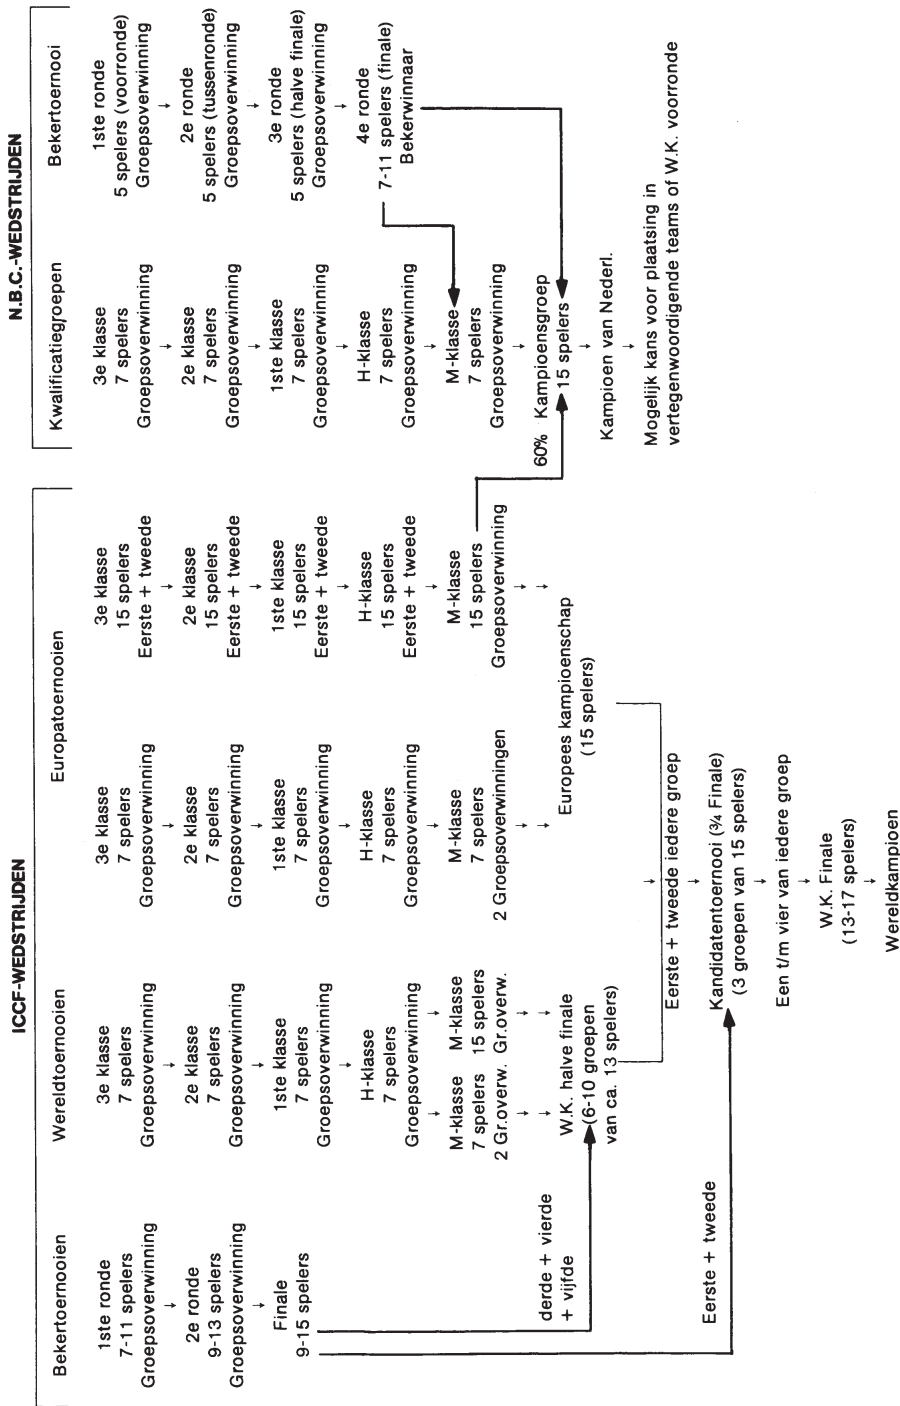 ICCF-WEDSTRIJDEN
Bekertoernooien
1ste ronde
7-11 spelers
Groepsoverwinning
2e ronde
9-13 spelers
Groepsoverwinning
Finale
9-15 spelers
derde + vierde
+ vijfde
Eerste + tweede
Wereldtoernooien
3e klasse
7 spelers
Groepsoverwinning
2e klasse
7 spelers
Groepsoverwinning
1ste klasse
7 spelers
Groepsoverwinning
H-klasse
7 spelers
Groepsoverwinning
M-klasse
7 spelers
2 Gr.overw.
M-klasse
15 spelers
Gr.overw.
W.K. halve finale
(6-10 groepen
van ca. 13 spelers)
Europatoernooien
3e klasse
7 spelers
Groepsoverwinning
2e klasse
7 spelers
Groepsoverwinning
1ste klasse
7 spelers
Groepsoverwinning
H-klasse
7 spelers
Groepsoverwinning
M-klasse
7 spelers
2 Groepsoverwinningen
3e klasse
15 spelers
Eerste + tweede
2e klasse
15 spelers
Eerste + tweede
1ste klasse
15 spelers
Eerste + tweede
H-klasse
15 spelers
Eerste + tweede
M-klasse
15 spelers
Groepsoverwinning
Europees kampioenschap
(15 spelers)
Eerste + tweede iedere groep
Kandidatentoernooi (¾ Finale)
(3 groepen van 15 spelers)
Een t/m vier van iedere groep
W.K. Finale
(13-17 spelers)
Wereldkampioen
N.B.C.-WEDSTRIJDEN
Kwalificatiegroepen
3e klasse
7 spelers
Groepsoverwinning
2e klasse
7 spelers
Groepsoverwinning
1ste klasse
7 spelers
Groepsoverwinning
H-klasse
7 spelers
Groepsoverwinning
M-klasse
7 spelers
Groepsoverwinning
60% Kampioensgroep
15 spelers
Kampioen van Nederl.
Mogelijk kans voor plaatsing in
vertegenwoordigende teams of W.K. voorronde
Bekertoernooi
1ste ronde
5 spelers (voorronde)
Groepsoverwinning
2e ronde
5 spelers (tussenronde)
Groepsoverwinning
3e ronde
5 spelers (halve finale)
Groepsoverwinning
4e ronde
7-11 spelers (finale)
Bekerwinnaar